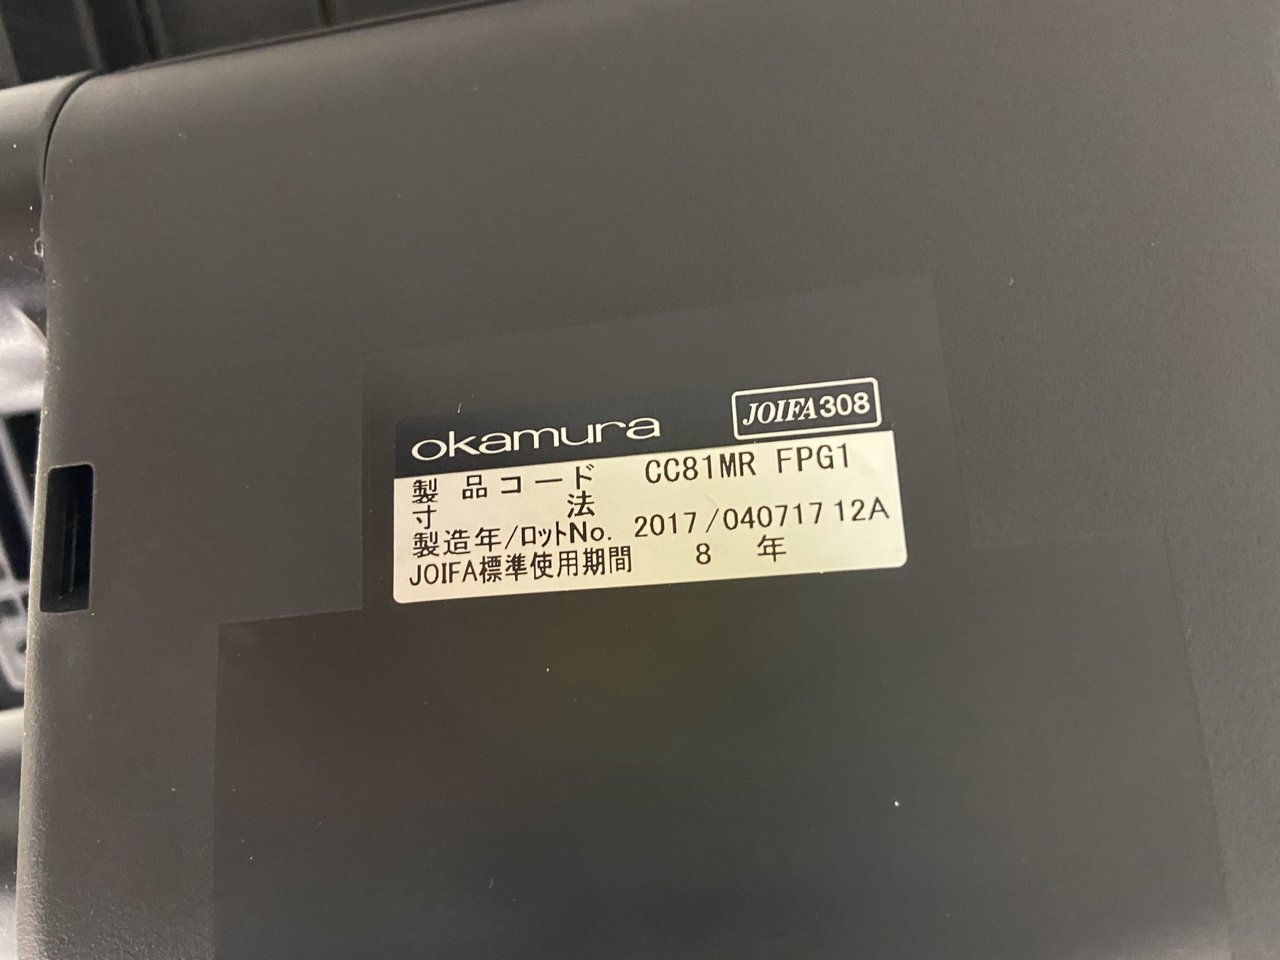 okamura JOIFA308
製品コード CC81MR FPG1
寸法
製造年/ロットNo. 2017/040717 12A
JOIFA標準使用期間 8年